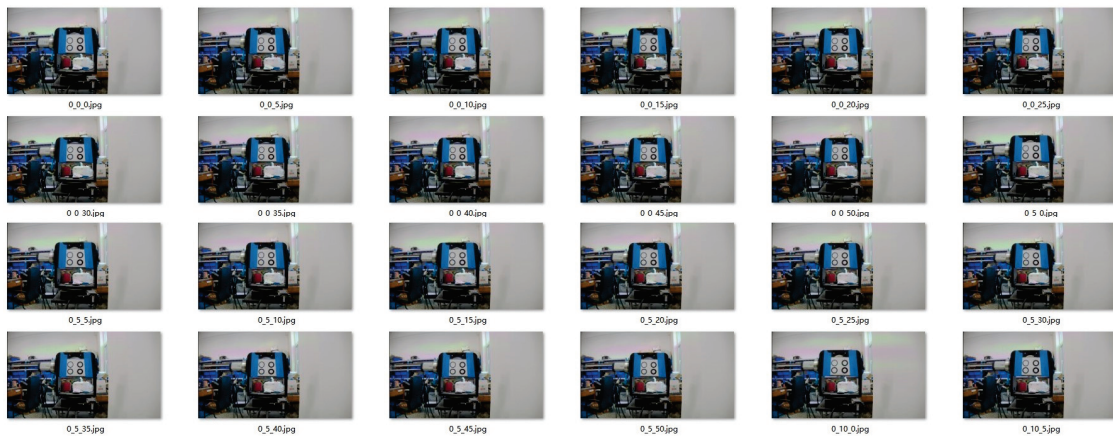 0_0_0.jpg 0_0_5.jpg 0_0_10.jpg 0_0_15.jpg 0_0_20.jpg 0_0_25.jpg
0_0_30.jpg 0_0_35.jpg 0_0_40.jpg 0_0_45.jpg 0_0_50.jpg 0_5_0.jpg
0_5_5.jpg 0_5_10.jpg 0_5_15.jpg 0_5_20.jpg 0_5_25.jpg 0_5_30.jpg
0_5_35.jpg 0_5_40.jpg 0_5_45.jpg 0_5_50.jpg 0_10_0.jpg 0_10_5.jpg